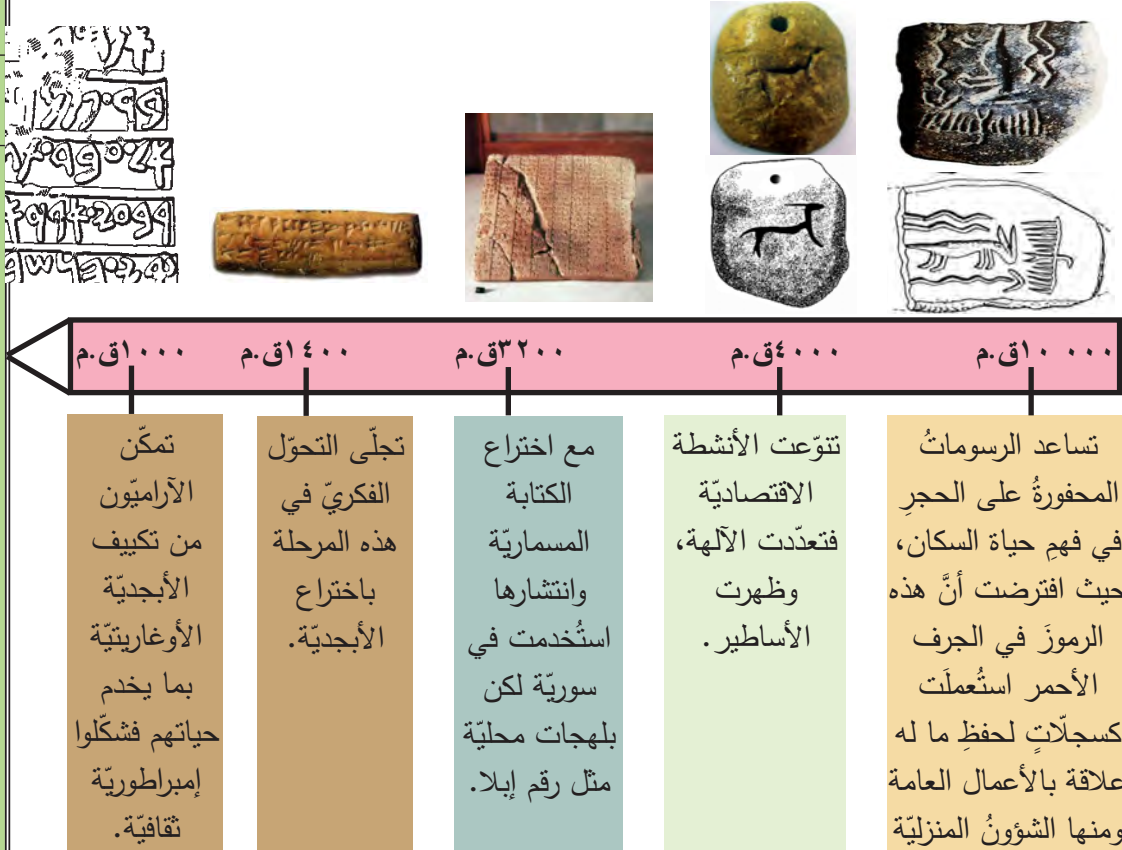 ١٠٠٠٠ق.م
٤٠٠٠ق.م
٣٢٠٠ق.م
١٤٠٠ق.م
١٠٠٠ق.م
تساعد الرسوماتُ
المحفورةُ على الحجرِ
في فهمِ حياة السكان،
حيث افترضت أنَّ هذه
الرموزَ في الجرف
الأحمر استُعملَت
كسجلّاتٍ لحفظِ ما له
علاقة بالأعمال العامة
ومنها الشؤونُ المنزليّة
تنوّعت الأنشطة
الاقتصاديّة
فتعدّدت الآلهة،
وظهرت
الأساطير.
مع اختراع
الكتابة
المسماريّة
وانتشارها
استُخدمت في
سوريّة لكن
بلهجات محليّة
مثل رقم إبلا.
تجلّى التحوّل
الفكريّ في
هذه المرحلة
باختراع
الأبجديّة.
تمكّن
الآراميّون
من تكييف
الأبجديّة
الأوغاريتيّة
بما يخدم
حياتهم فشكّلوا
إمبراطوريّة
ثقافيّة.